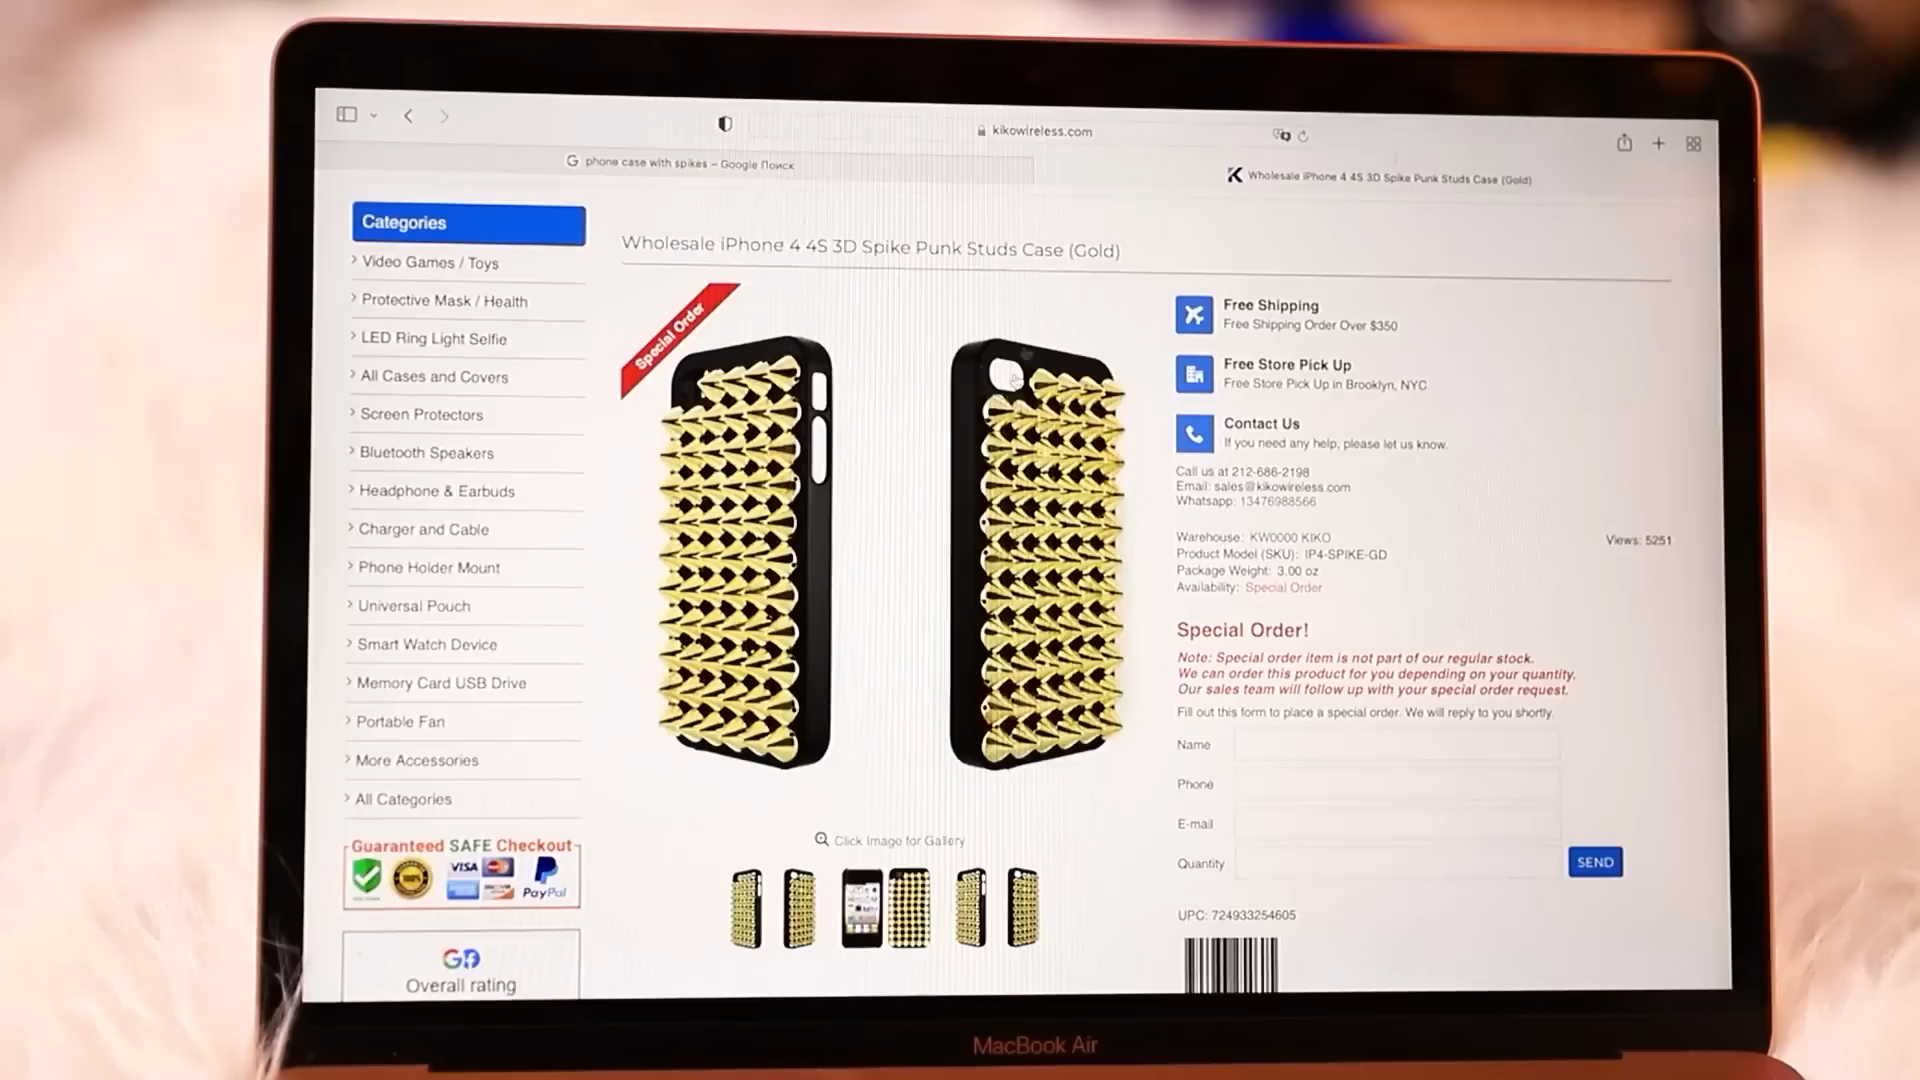 kikowireless.com
phone case with spikes – Google Поиск
Wholesale iPhone 4 4S 3D Spike Punk Studs Case (Gold)
Categories
Video Games / Toys
Protective Mask / Health
LED Ring Light Selfie
All Cases and Covers
Screen Protectors
Bluetooth Speakers
Headphone & Earbuds
Charger and Cable
Phone Holder Mount
Universal Pouch
Smart Watch Device
Memory Card USB Drive
Portable Fan
More Accessories
All Categories
Guaranteed SAFE Checkout
100%
VISA
PayPal
Overall rating
Wholesale iPhone 4 4S 3D Spike Punk Studs Case (Gold)
Special Order
Click Image for Gallery
Free Shipping
Free Shipping Order Over $350
Free Store Pick Up
Free Store Pick Up in Brooklyn, NYC
Contact Us
If you need any help, please let us know.
Call us at 212-686-2198
Email: sales@kikowireless.com
Whatsapp: 13476988566
Warehouse: KW0000 KIKO
Views: 5251
Product Model (SKU): IP4-SPIKE-GD
Package Weight: 3.00 oz
Availability: Special Order
Special Order!
Note: Special order item is not part of our regular stock.
We can order this product for you depending on your quantity.
Our sales team will follow up with your special order request.
Fill out this form to place a special order. We will reply to you shortly.
Name
Phone
E-mail
Quantity
SEND
UPC: 724933254605
MacBook Air